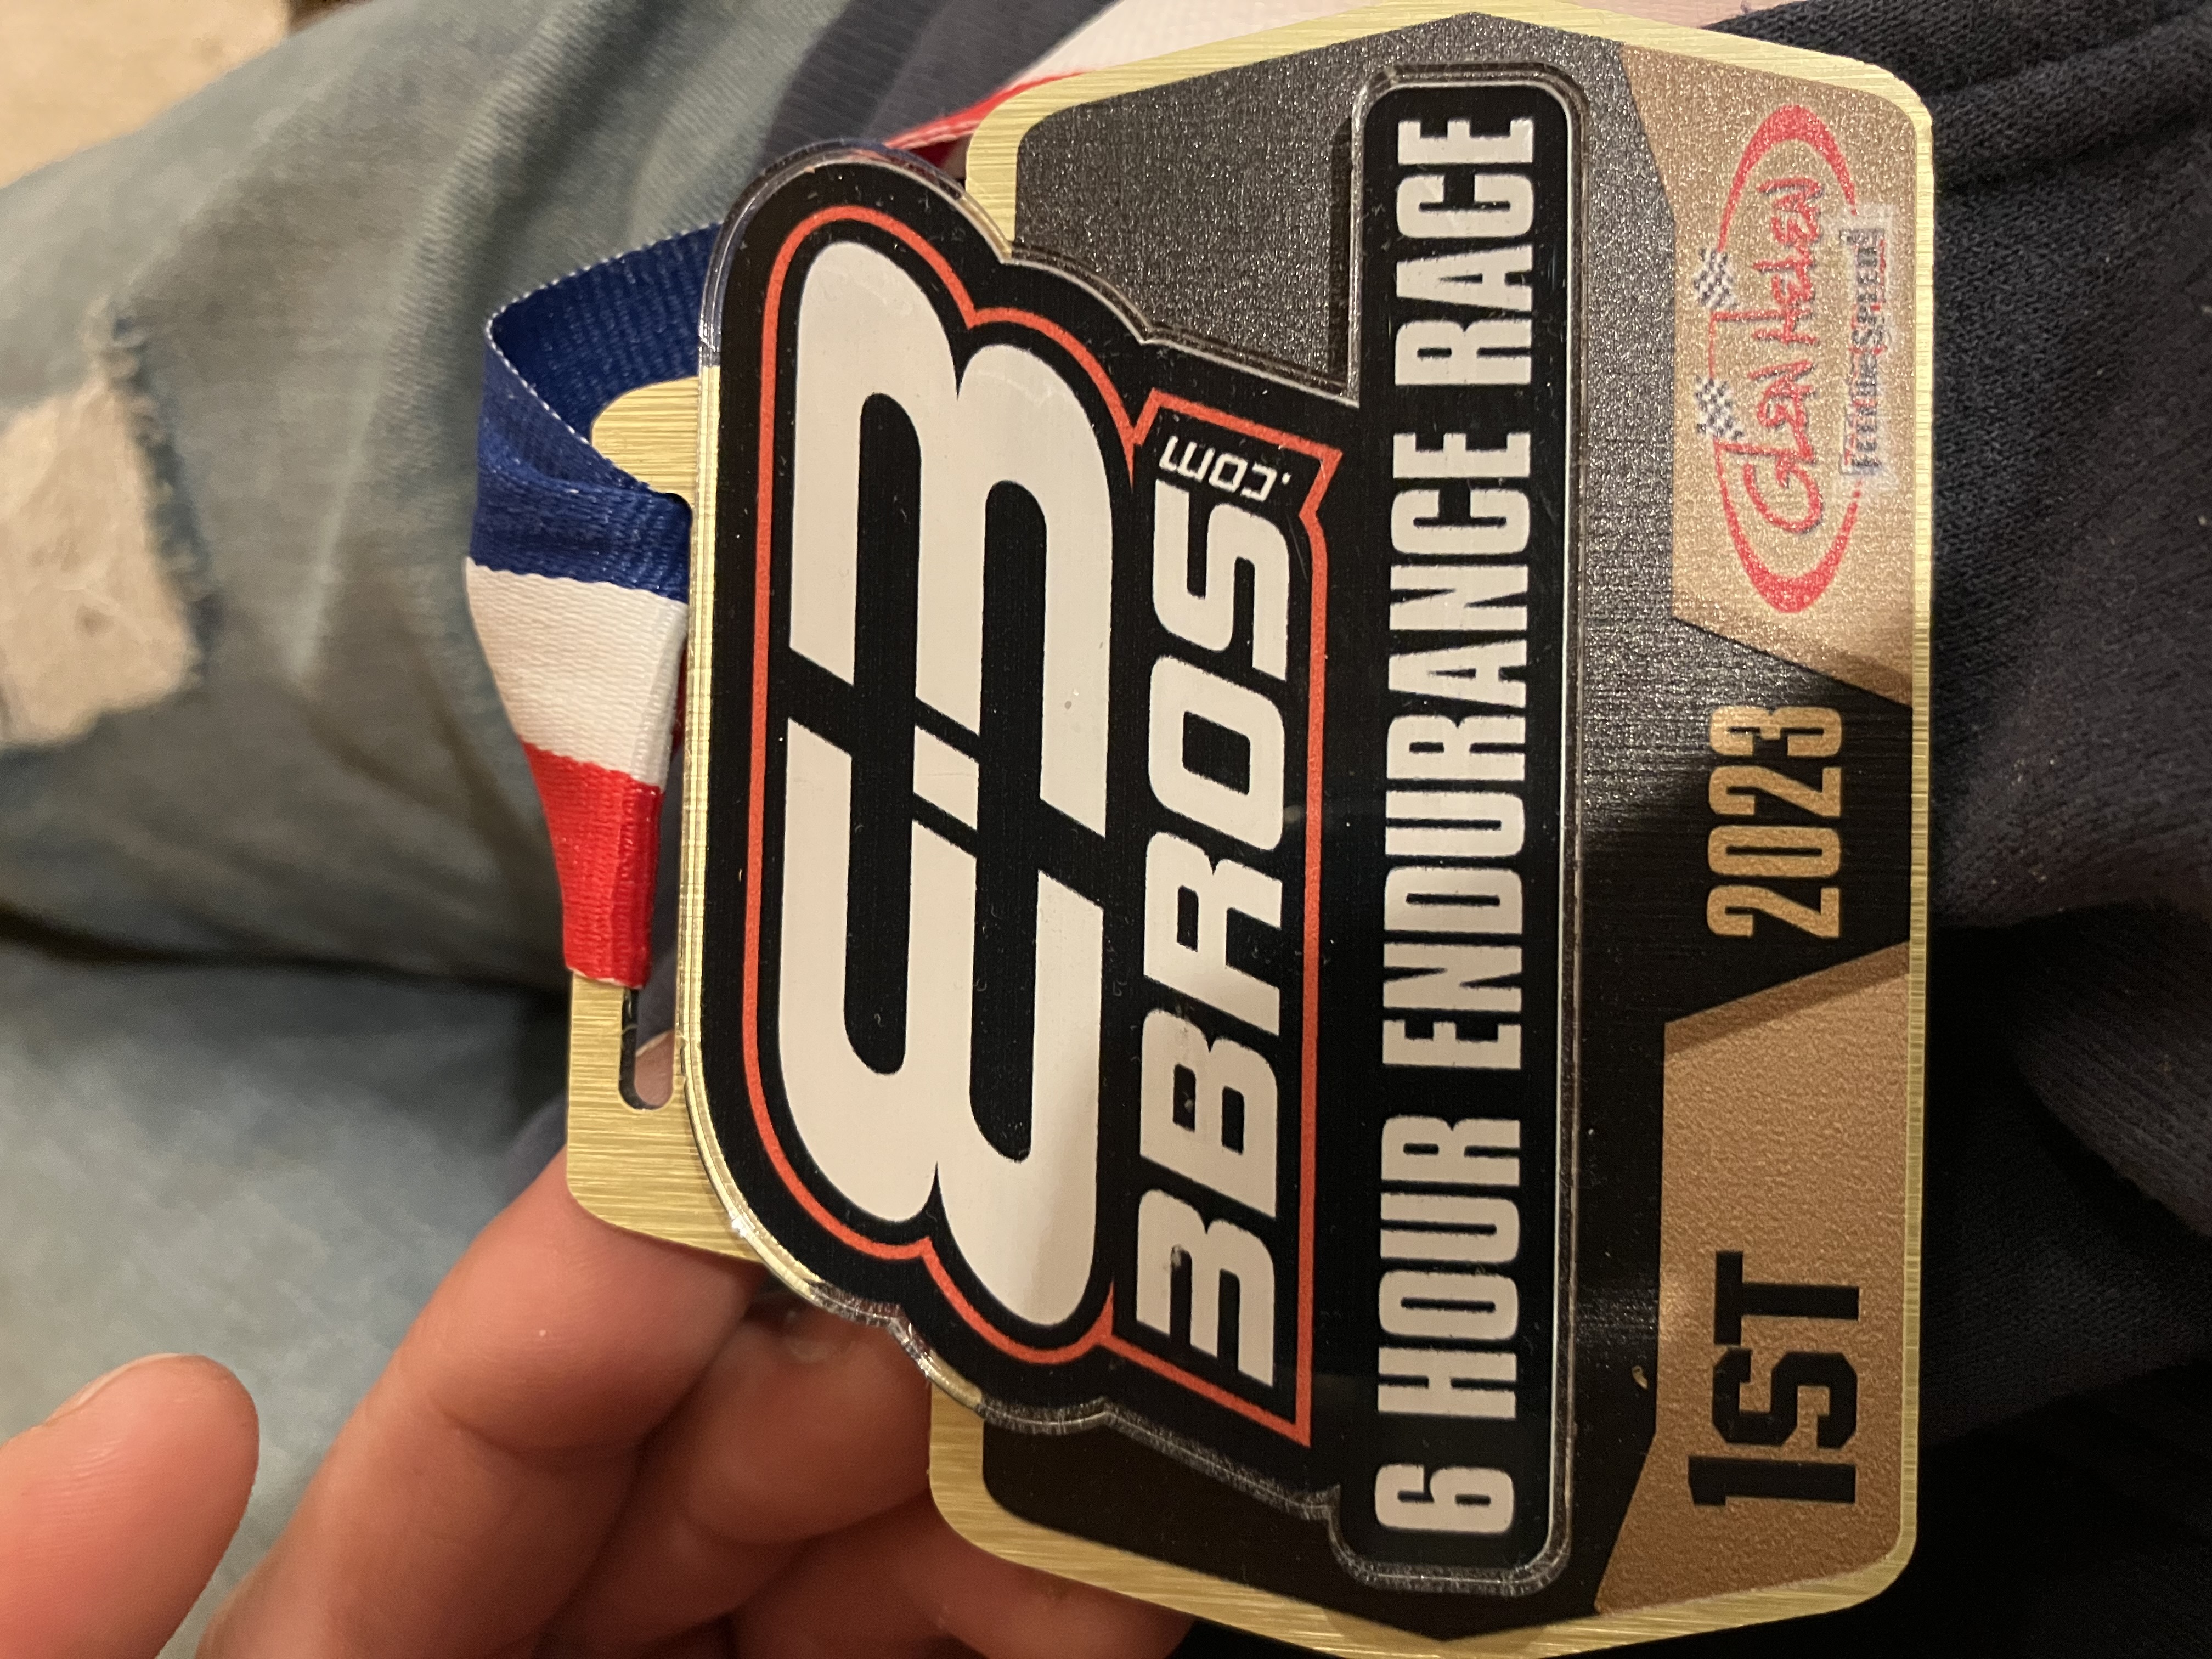 3BROS.com
6 HOUR ENDURANCE RACE
1ST
2023
GLEN HELEN